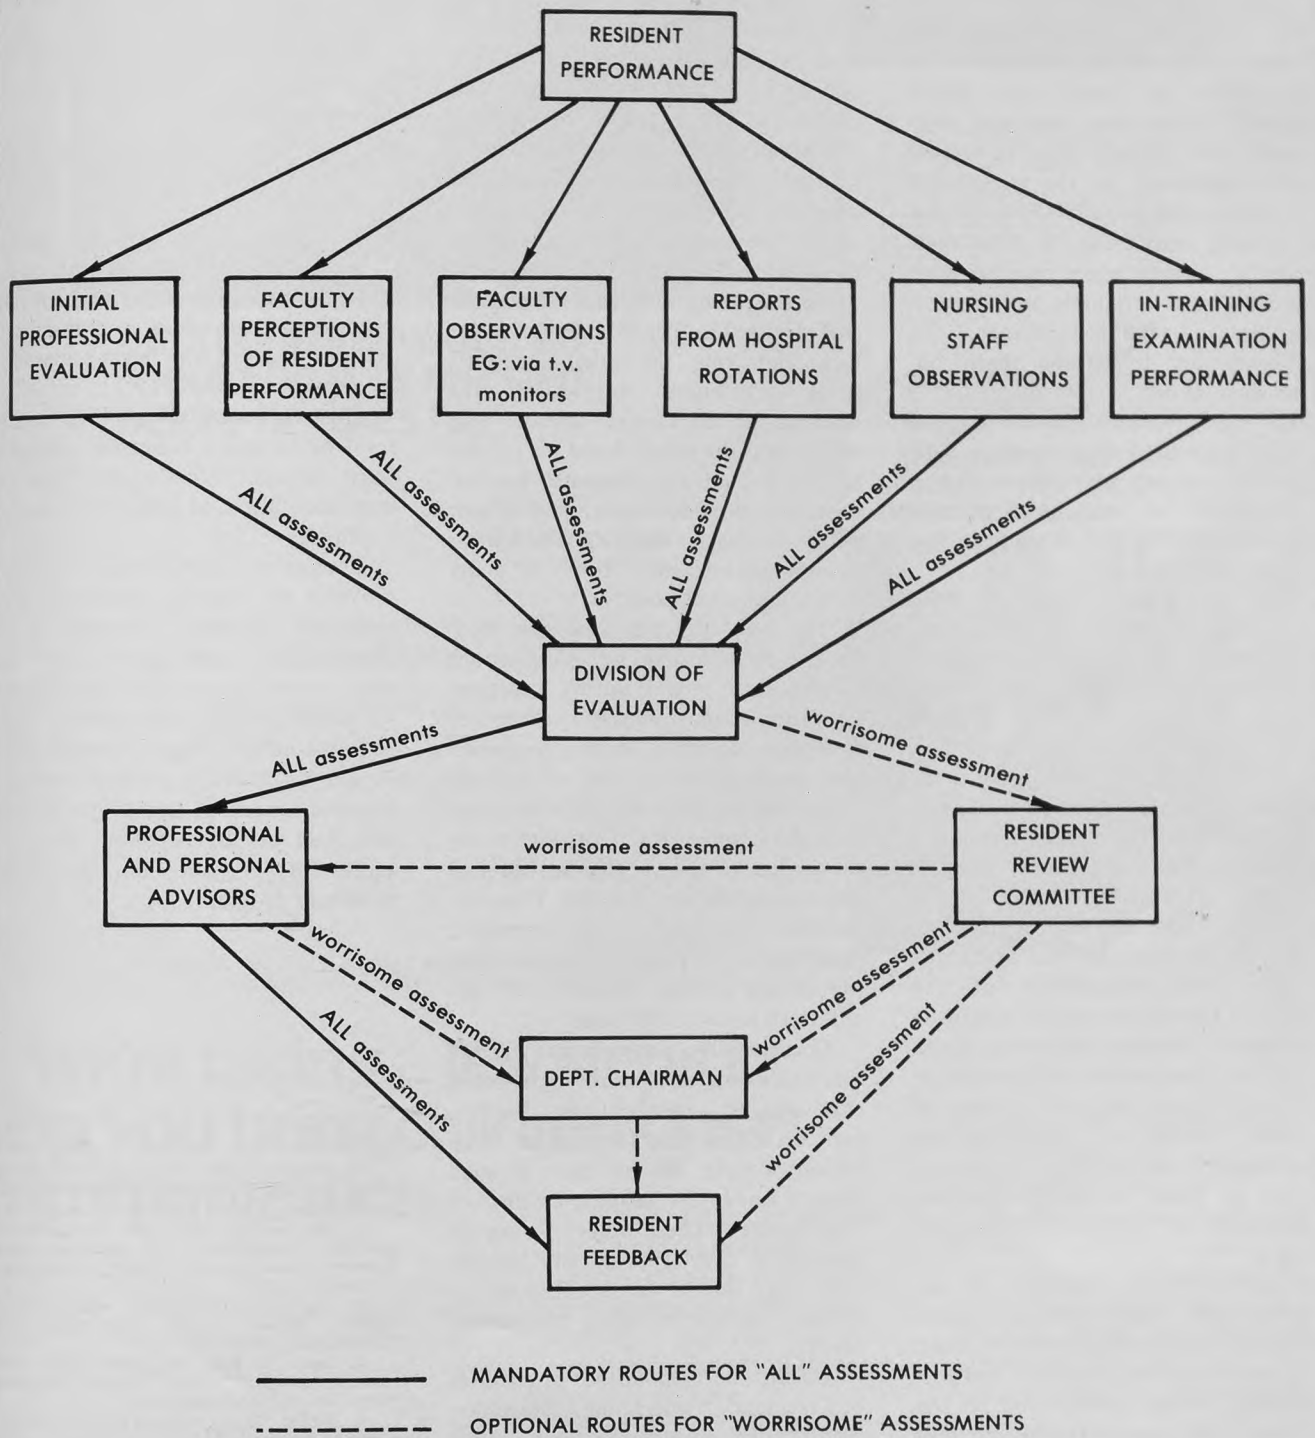 RESIDENT
PERFORMANCE
INITIAL
PROFESSIONAL
EVALUATION
FACULTY
PERCEPTIONS
OF RESIDENT
PERFORMANCE
FACULTY
OBSERVATIONS
EG: via t.v.
monitors
REPORTS
FROM HOSPITAL
ROTATIONS
NURSING
STAFF
OBSERVATIONS
IN-TRAINING
EXAMINATION
PERFORMANCE
ALL assessments
ALL assessments
ALL assessments
ALL assessments
ALL assessments
ALL assessments
DIVISION OF
EVALUATION
ALL assessments
worrisome assessment
PROFESSIONAL
AND PERSONAL
ADVISORS
worrisome assessment
RESIDENT
REVIEW
COMMITTEE
worrisome assessment
ALL assessments
worrisome assessment
worrisome assessment
DEPT. CHAIRMAN
RESIDENT
FEEDBACK
MANDATORY ROUTES FOR "ALL" ASSESSMENTS
OPTIONAL ROUTES FOR "WORRISOME" ASSESSMENTS